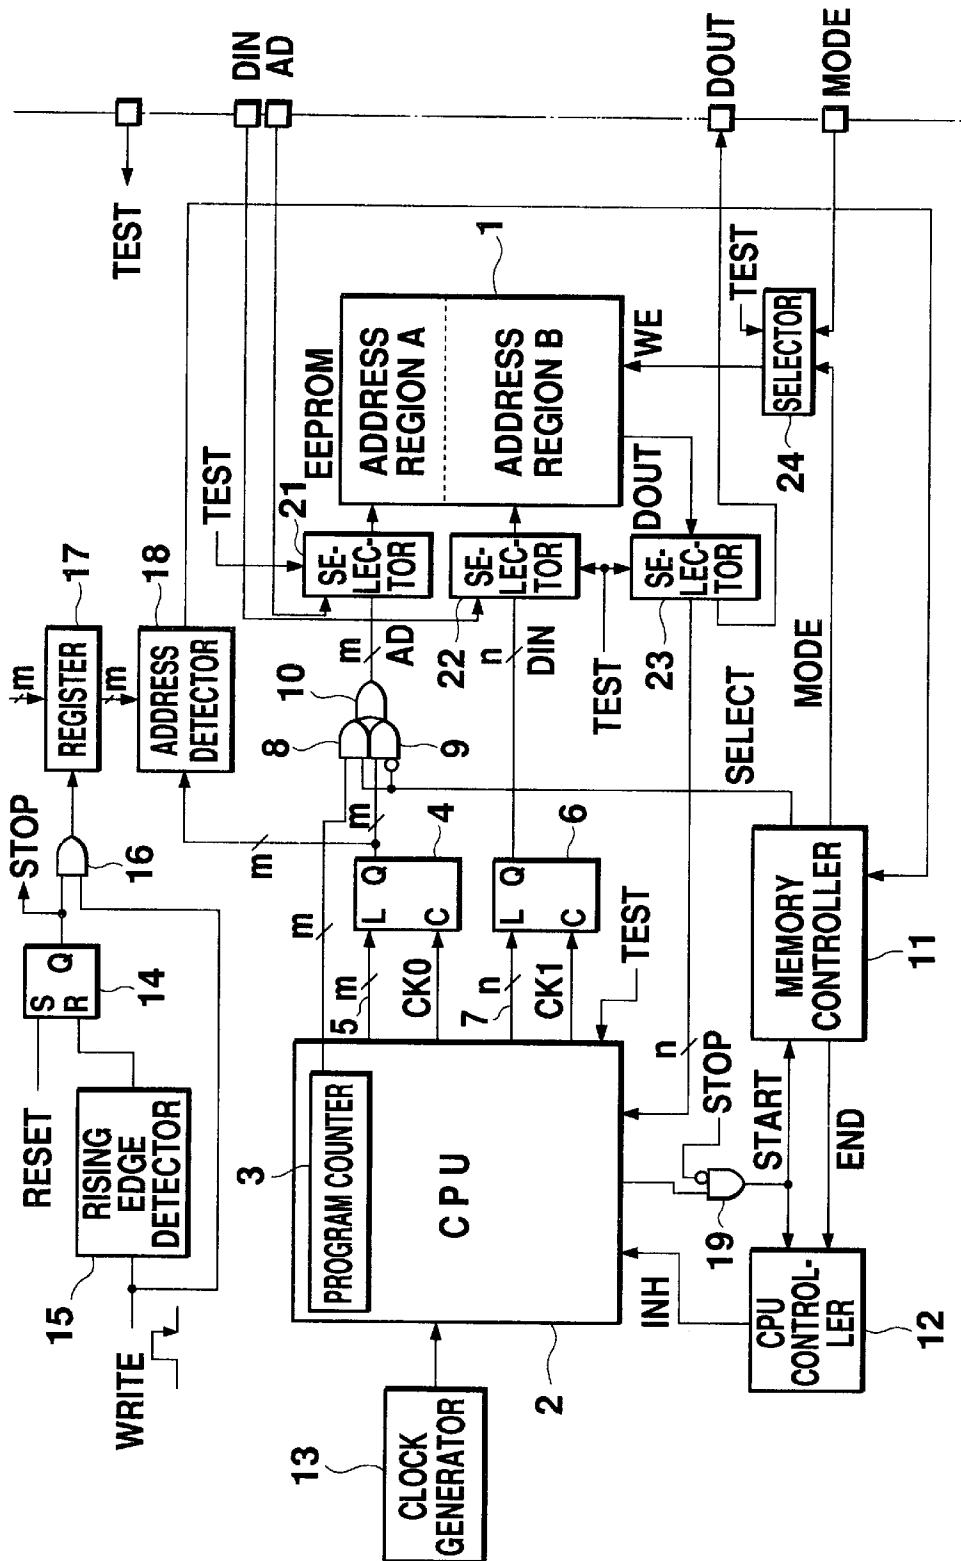 WRITE
15
RISING
EDGE
DETECTOR
RESET
S
R
Q
14
STOP
16
m
REGISTER
17
m
ADDRESS
DETECTOR
18
m
TEST
TEST
DIN
AD
13
CLOCK
GENERATOR
3
PROGRAM COUNTER
CPU
2
m
5
m
L
Q
C
4
CK0
m
8
9
10
m
AD
21
SE-
LEC-
TOR
EEPROM
ADDRESS
REGION A
ADDRESS
REGION B
1
7
n
L
Q
C
6
CK1
n
DIN
22
SE-
LEC-
TOR
TEST
TEST
n
23
SE-
LEC-
TOR
DOUT
WE
DOUT
INH
19
STOP
START
END
CPU
CONTROL-
LER
12
MEMORY
CONTROLLER
11
SELECT
MODE
24
SELECTOR
TEST
MODE